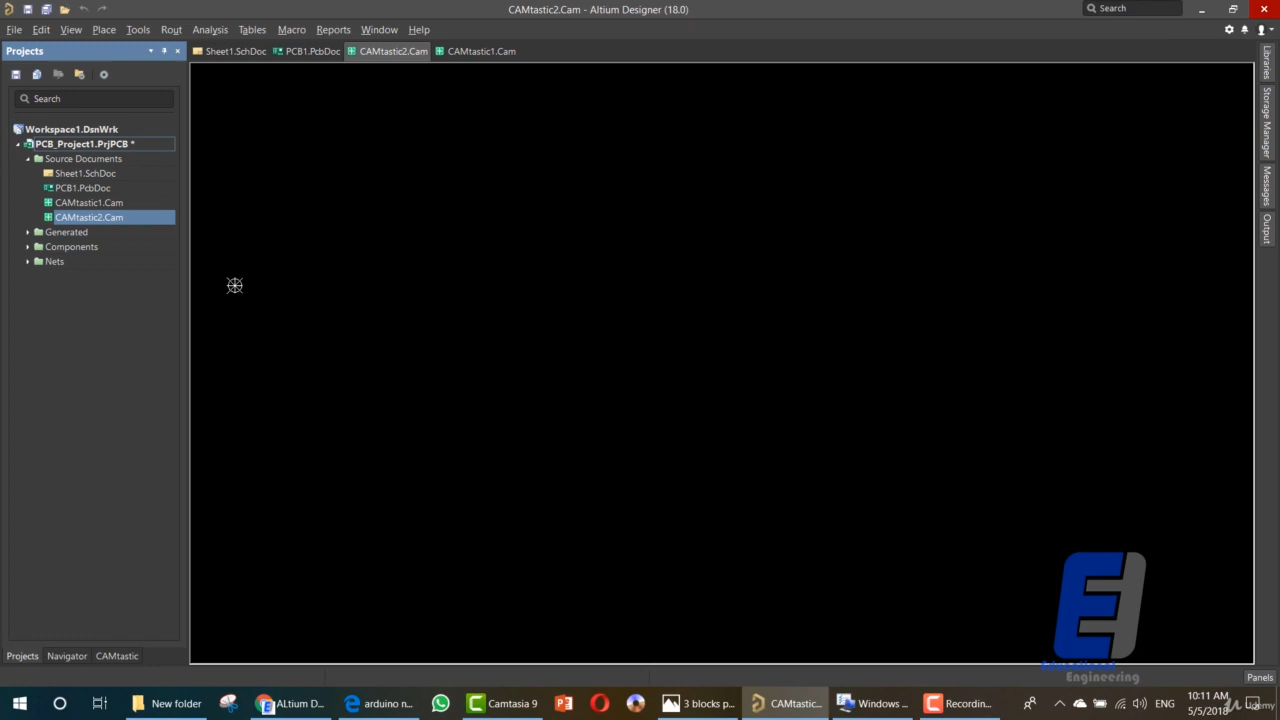 CAMtastic2.Cam - Altium Designer (18.0)
Search
File Edit View Place Tools Rout Analysis Tables Macro Reports Window Help
Projects
Sheet1.SchDoc PCB1.PcbDoc CAMtastic2.Cam CAMtastic1.Cam
Search
Workspace1.DsnWrk
PCB_Project1.PrjPCB *
Source Documents
Sheet1.SchDoc
PCB1.PcbDoc
CAMtastic1.Cam
CAMtastic2.Cam
Generated
Components
Nets
Libraries
Storage Manager
Messages
Output
Educational
Engineering
Projects Navigator CAMtastic
Panels
New folder
ALtium D...
arduino n...
Camtasia 9
3 blocks p...
CAMtastic...
Windows ...
Recordin...
ENG
10:11 AM
5/5/2018
Udemy